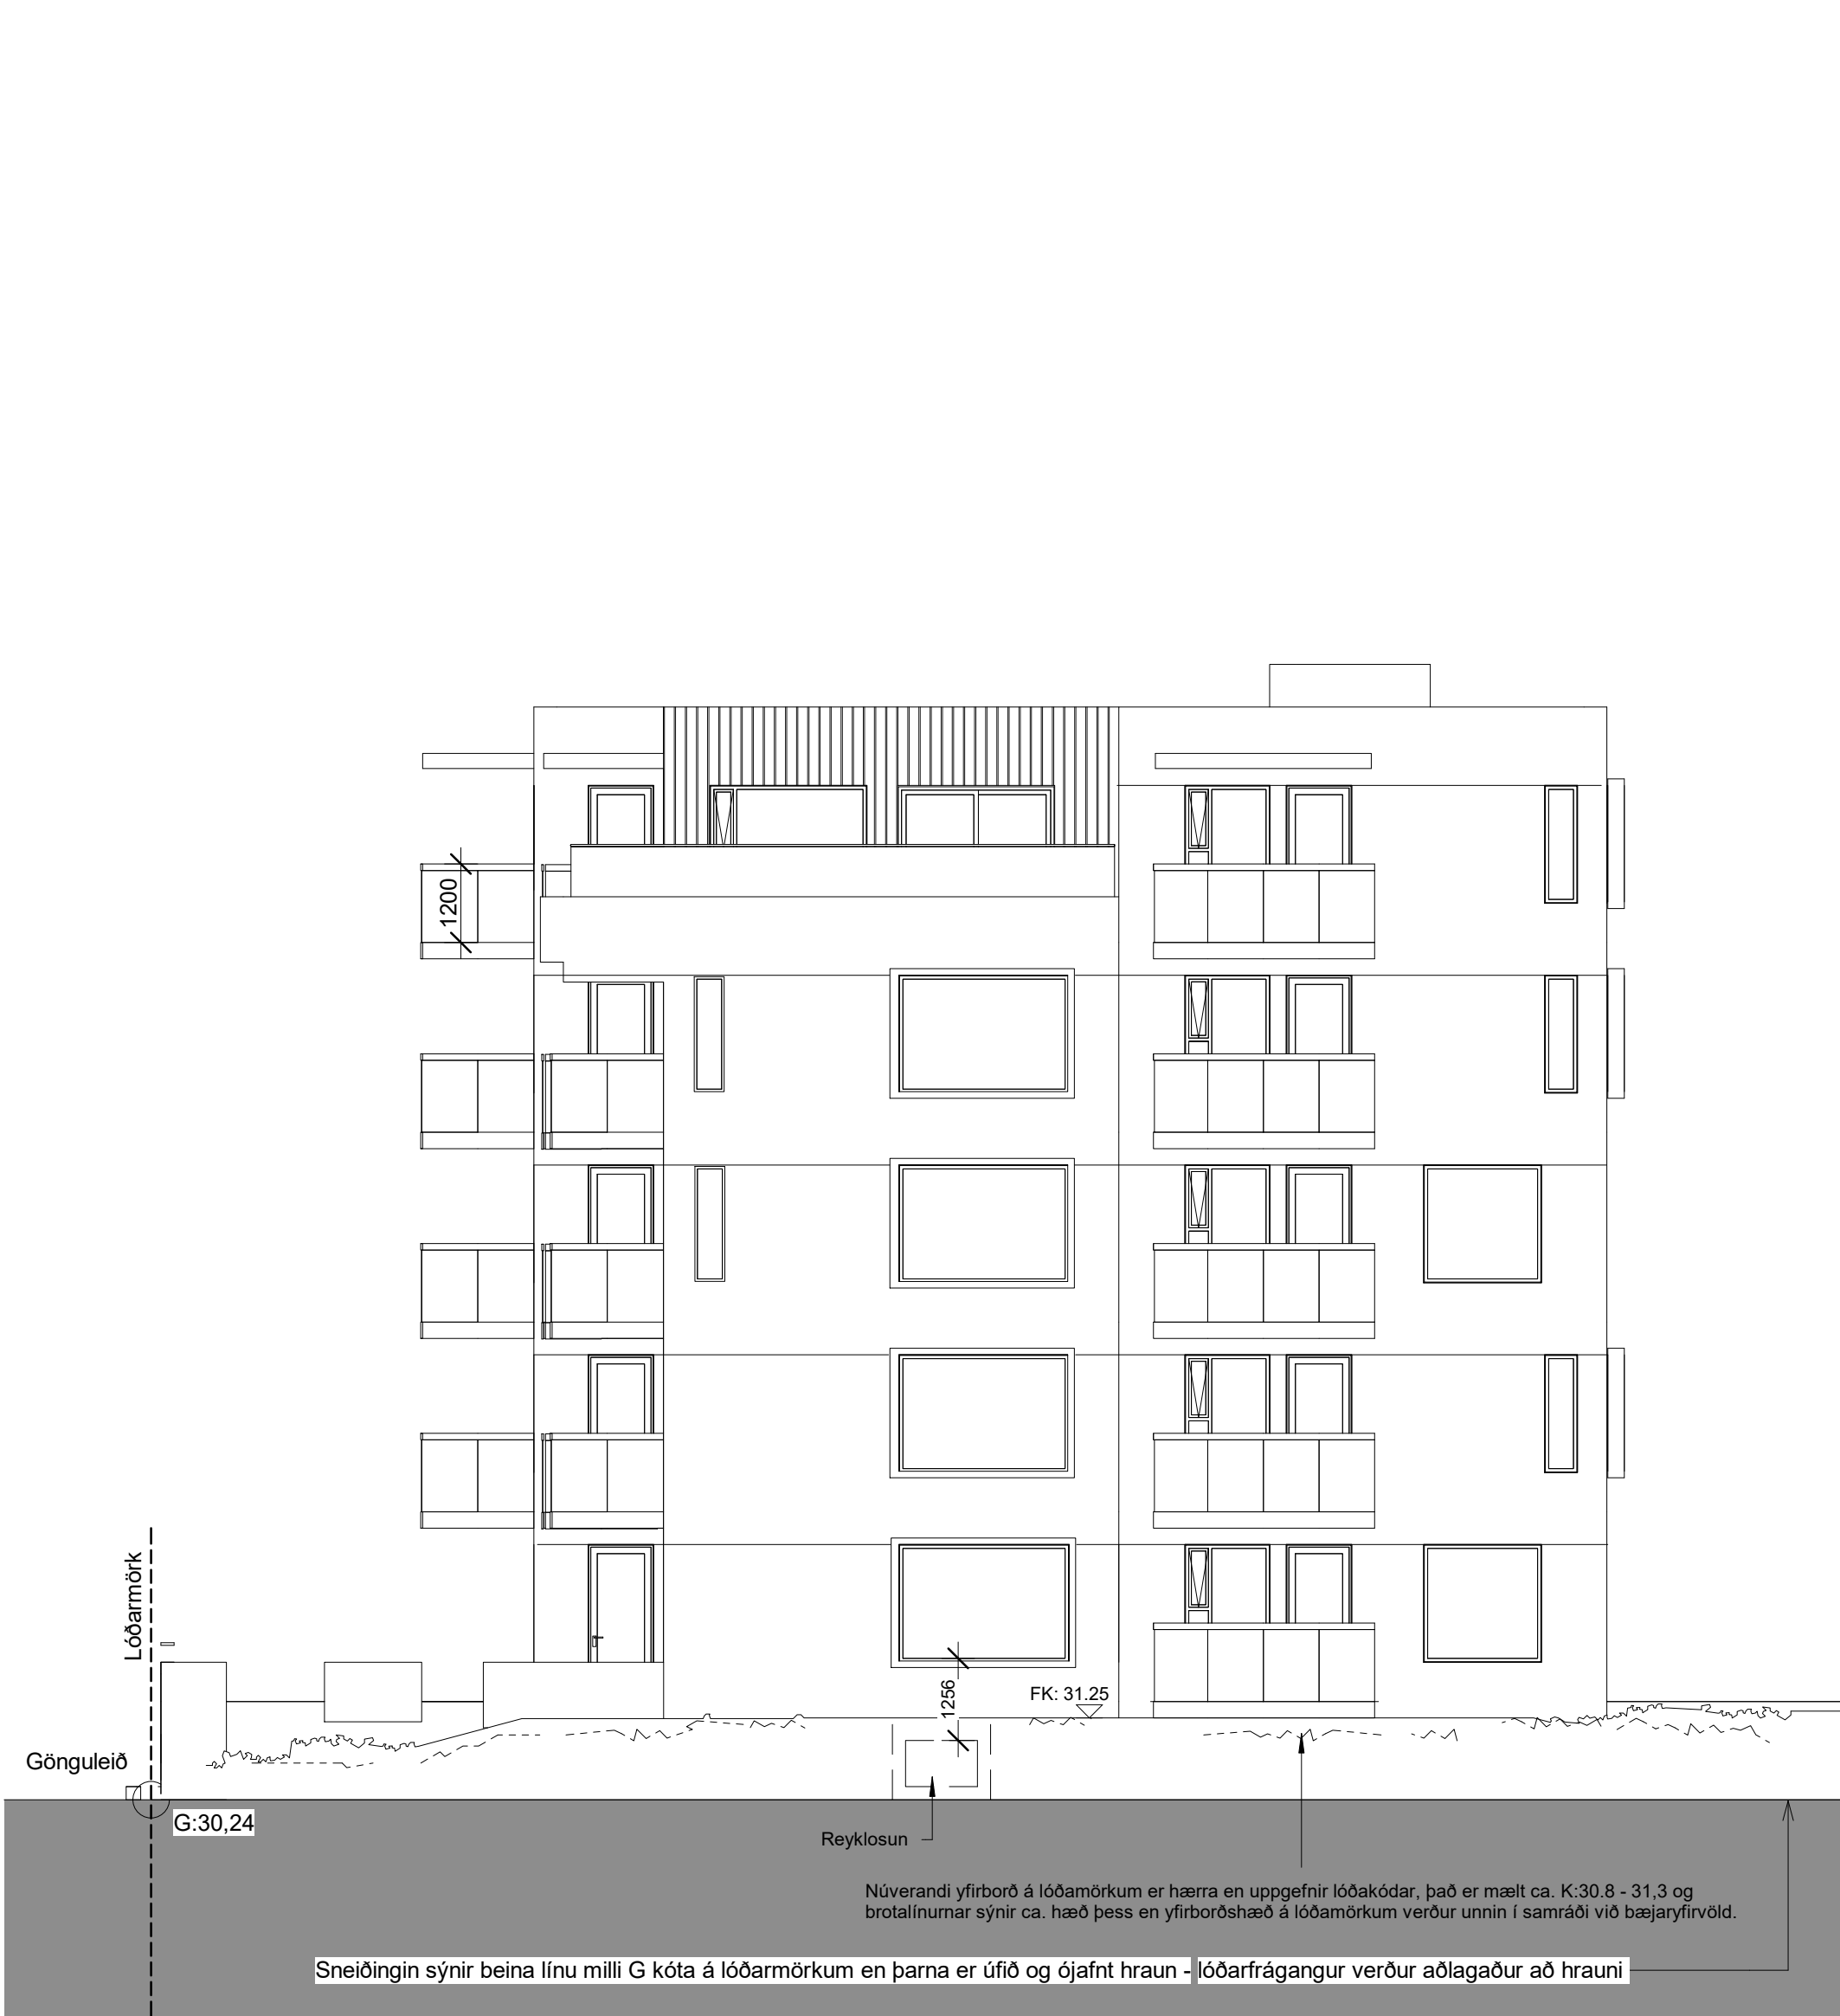 1200
Lóðarmörk
1256
FK: 31.25
Gönguleið
G:30,24
Reyklosun
Núverandi yfirborð á lóðamörkum er hærra en uppgefnir lóðakódar, það er mælt ca. K:30.8 - 31,3 og
brotalínurnar sýnir ca. hæð þess en yfirborðshæð á lóðamörkum verður unnin í samráði við bæjaryfirvöld.
Sneiðingin sýnir beina línu milli G kóta á lóðarmörkum en þarna er úfið og ójafnt hraun - lóðarfrágangur verður aðlagaður að hrauni